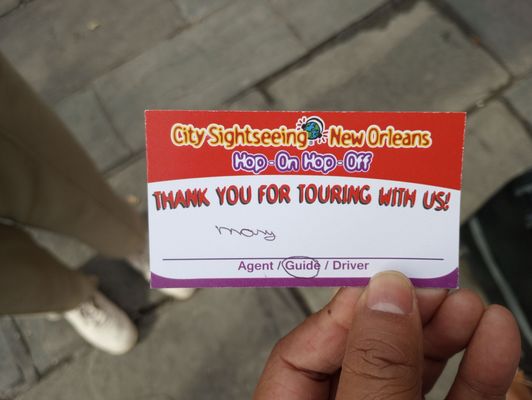 City Sightseeing New Orleans
Hop - On Hop - Off
THANK YOU FOR TOURING WITH US!
Mary
Agent / Guide / Driver